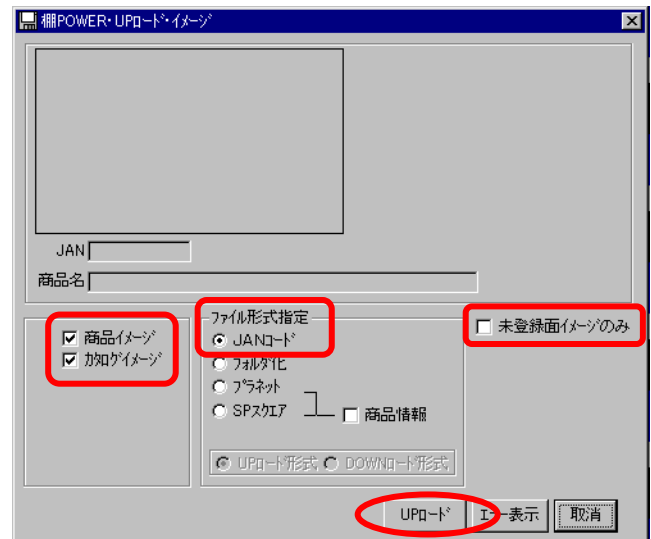 棚POWER・UPﾛｰﾄﾞ・ｲﾒｰｼﾞ
JAN
商品名
商品ｲﾒｰｼﾞ
ｶﾀﾛｸﾞｲﾒｰｼﾞ
ファイル形式指定
JANｺｰﾄﾞ
ﾌｫﾙﾀﾞ化
ﾌﾟﾗﾈｯﾄ
SPｽｸｴｱ
商品情報
UPﾛｰﾄﾞ形式 DOWNﾛｰﾄﾞ形式
未登録面ｲﾒｰｼﾞのみ
UPﾛｰﾄﾞ ｴﾗｰ表示 取消